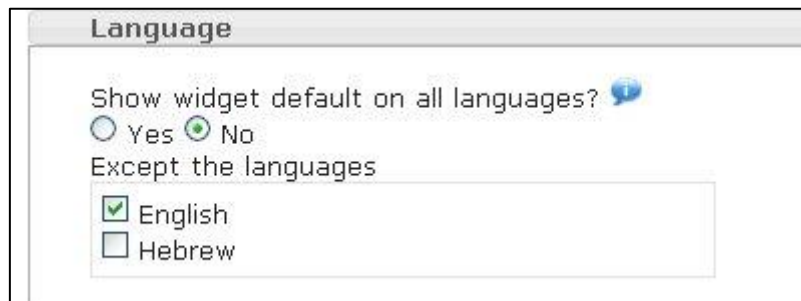 Language
Show widget default on all languages?
Yes No
Except the languages
English
Hebrew